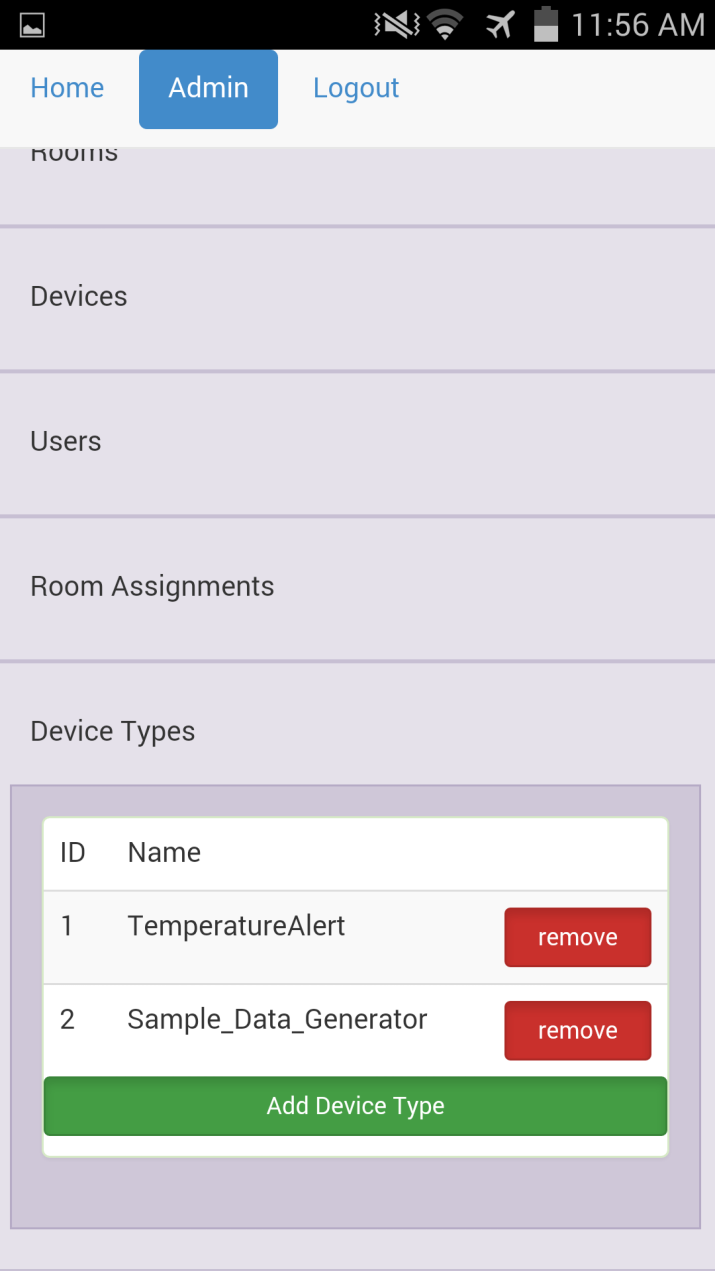 11:56 AM
Home Admin Logout
Rooms
Devices
Users
Room Assignments
Device Types
ID Name
1 TemperatureAlert remove
2 Sample_Data_Generator remove
Add Device Type